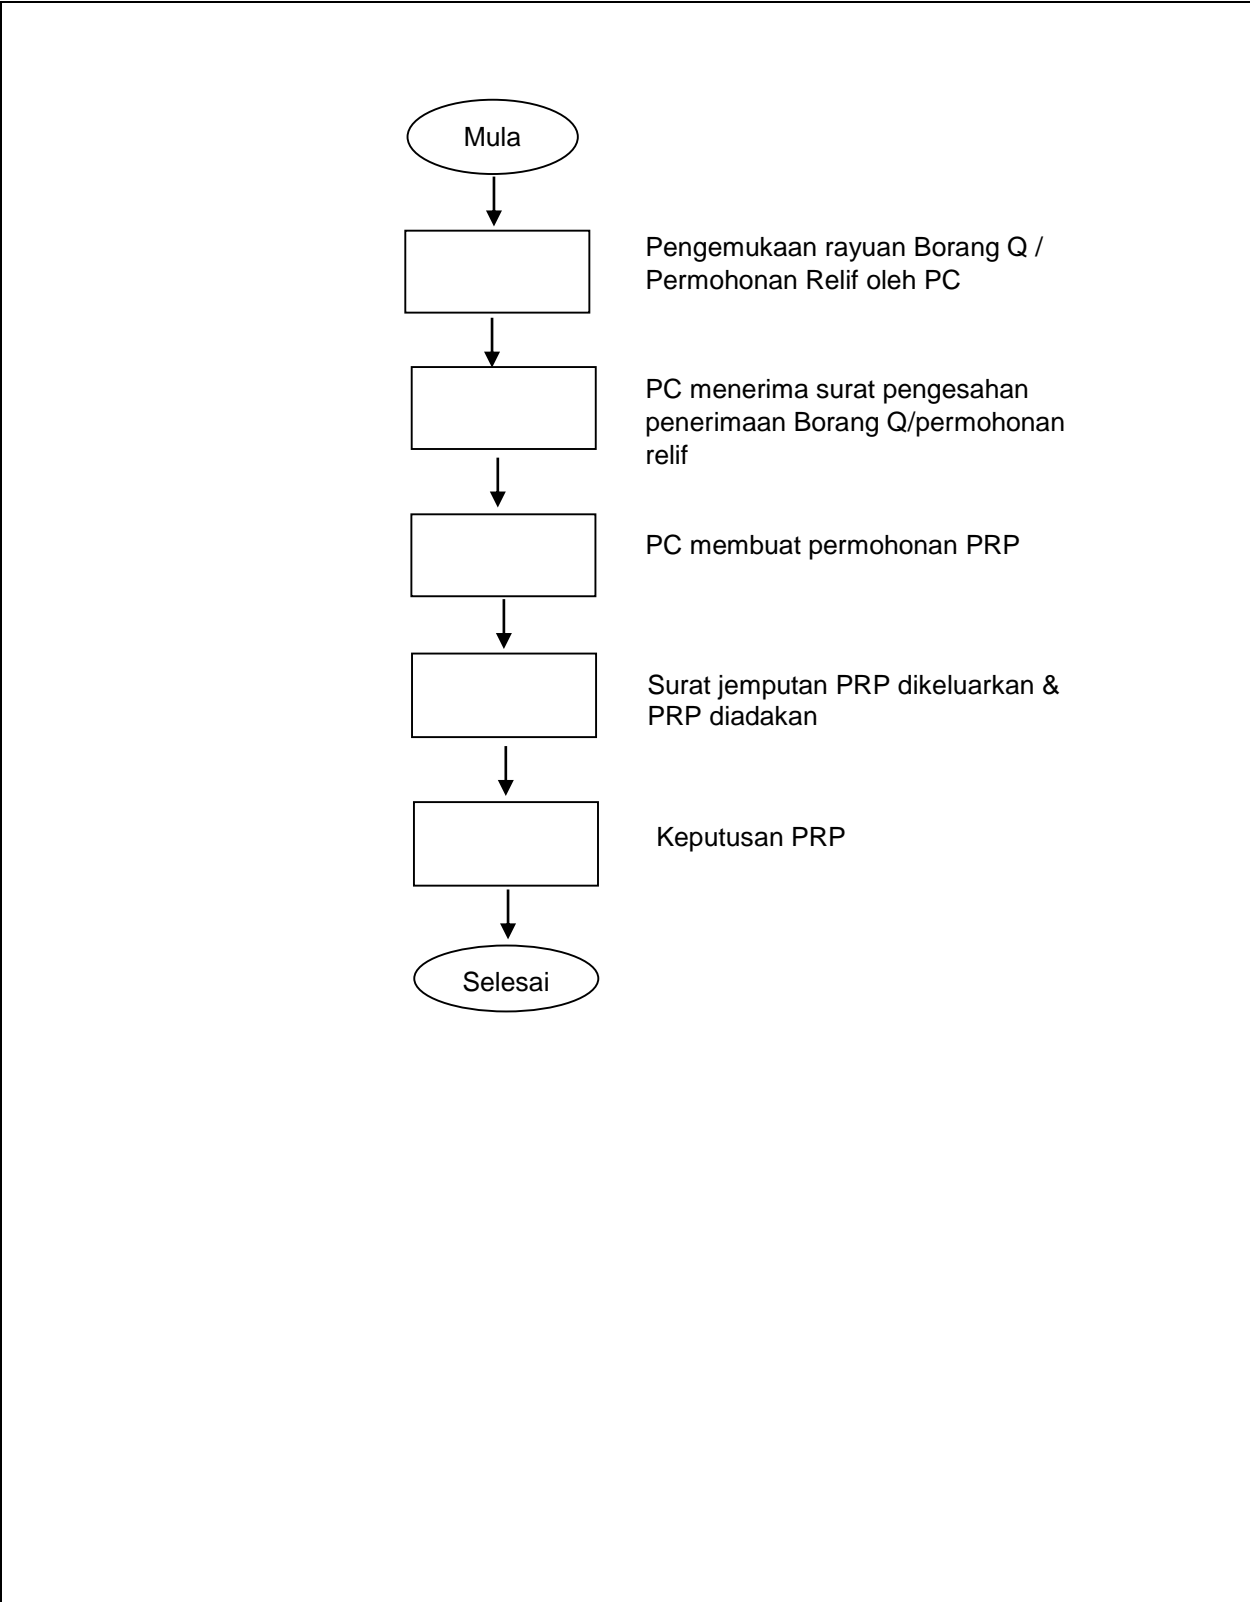 Mula
Pengemukaan rayuan Borang Q /
Permohonan Relif oleh PC
PC menerima surat pengesahan
penerimaan Borang Q/permohonan
relif
PC membuat permohonan PRP
Surat jemputan PRP dikeluarkan &
PRP diadakan
Keputusan PRP
Selesai